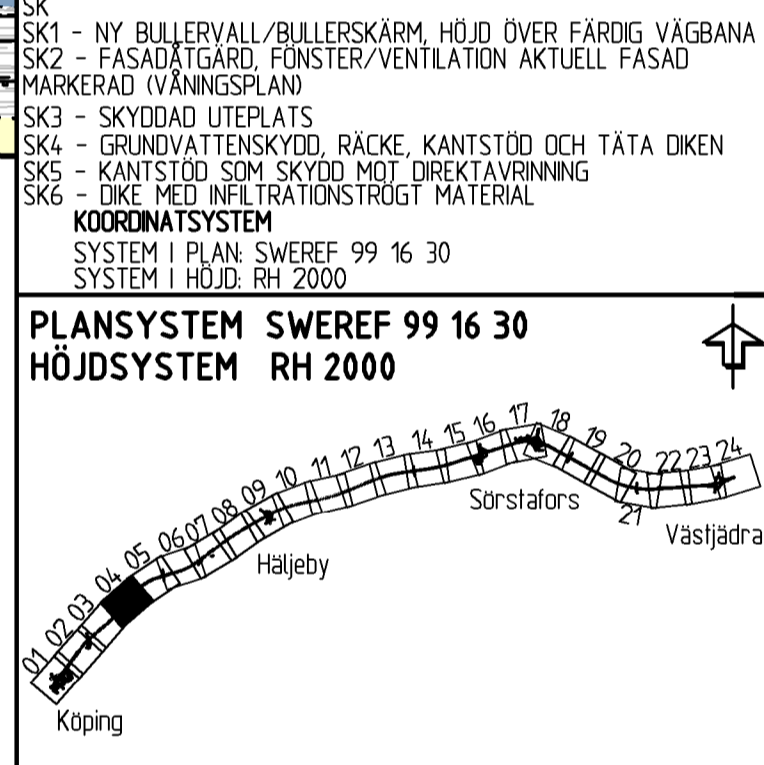 SK
SK1 - NY BULLERVALL/BULLERSKÄRM, HÖJD ÖVER FÄRDIG VÄGBANA
SK2 - FASADÅTGÄRD, FÖNSTER/VENTILATION AKTUELL FASAD
MARKERAD (VÅNINGSPLAN)
SK3 - SKYDDAD UTEPLATS
SK4 - GRUNDVATTENSKYDD, RÄCKE, KANTSTÖD OCH TÄTA DIKEN
SK5 - KANTSTÖD SOM SKYDD MOT DIREKTAVRINNING
SK6 - DIKE MED INFILTRATIONSTRÖGT MATERIAL
KOORDINATSYSTEM
SYSTEM I PLAN: SWEREF 99 16 30
SYSTEM I HÖJD: RH 2000
PLANSYSTEM SWEREF 99 16 30
HÖJDSYSTEM RH 2000
01 02 03 04 05 06 07 08 09 10 11 12 13 14 15 16 17 18 19 20 21 22 23 24
Sörstafors
Västjädra
Häljeby
Köping